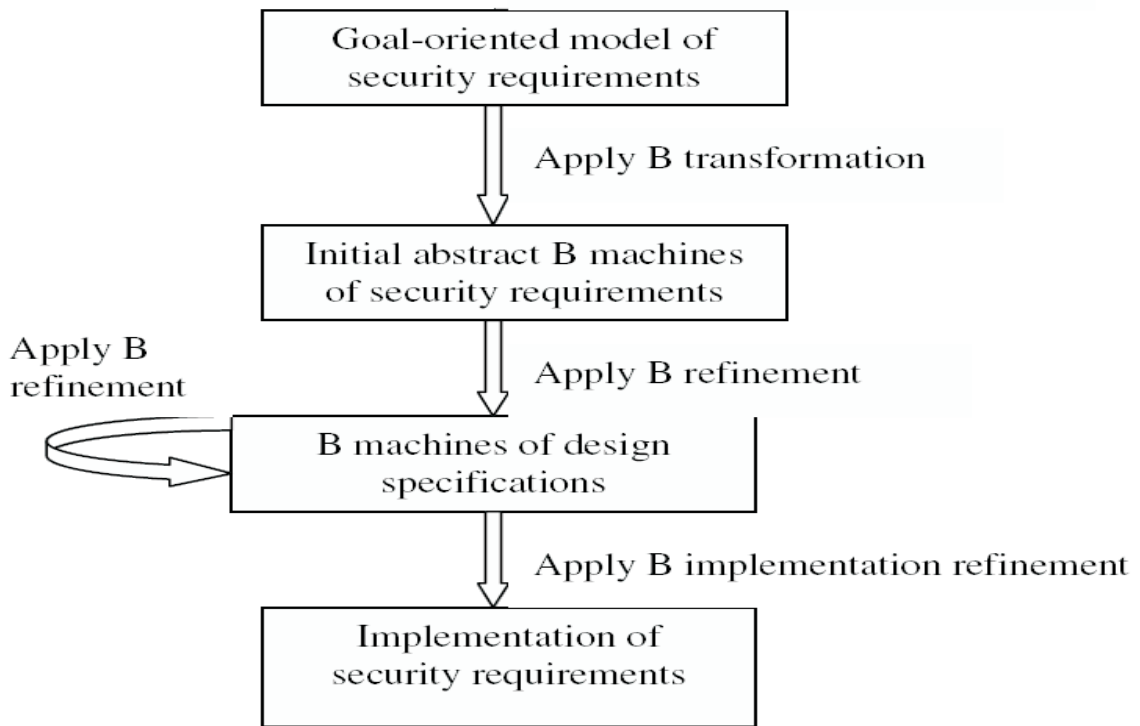 Goal-oriented model of
security requirements
Apply B transformation
Initial abstract B machines
of security requirements
Apply B
refinement
Apply B refinement
B machines of design
specifications
Apply B implementation refinement
Implementation of
security requirements